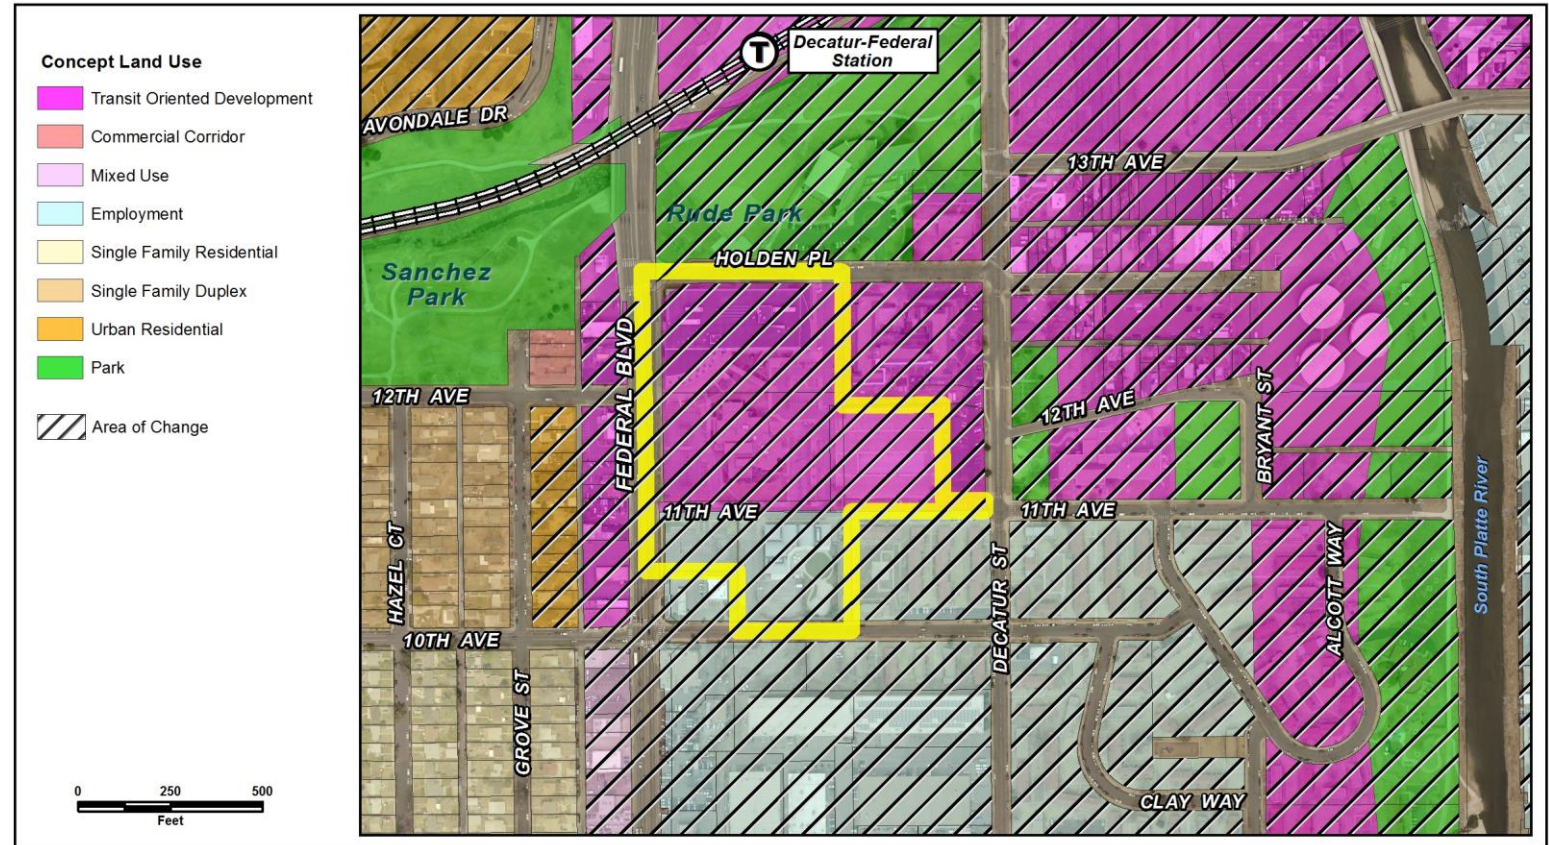 Concept Land Use
Transit Oriented Development
Commercial Corridor
Mixed Use
Employment
Single Family Residential
Single Family Duplex
Urban Residential
Park
Area of Change
0 250 500
Feet
T
Decatur-Federal
Station
AVONDALE DR
13TH AVE
Rude Park
HOLDEN PL
Sanchez
Park
FEDERAL BLVD
12TH AVE
12TH AVE
BRYANT ST
11TH AVE
11TH AVE
HAZEL CT
DECATUR ST
ALCOTT WAY
South Platte River
10TH AVE
GROVE ST
CLAY WAY